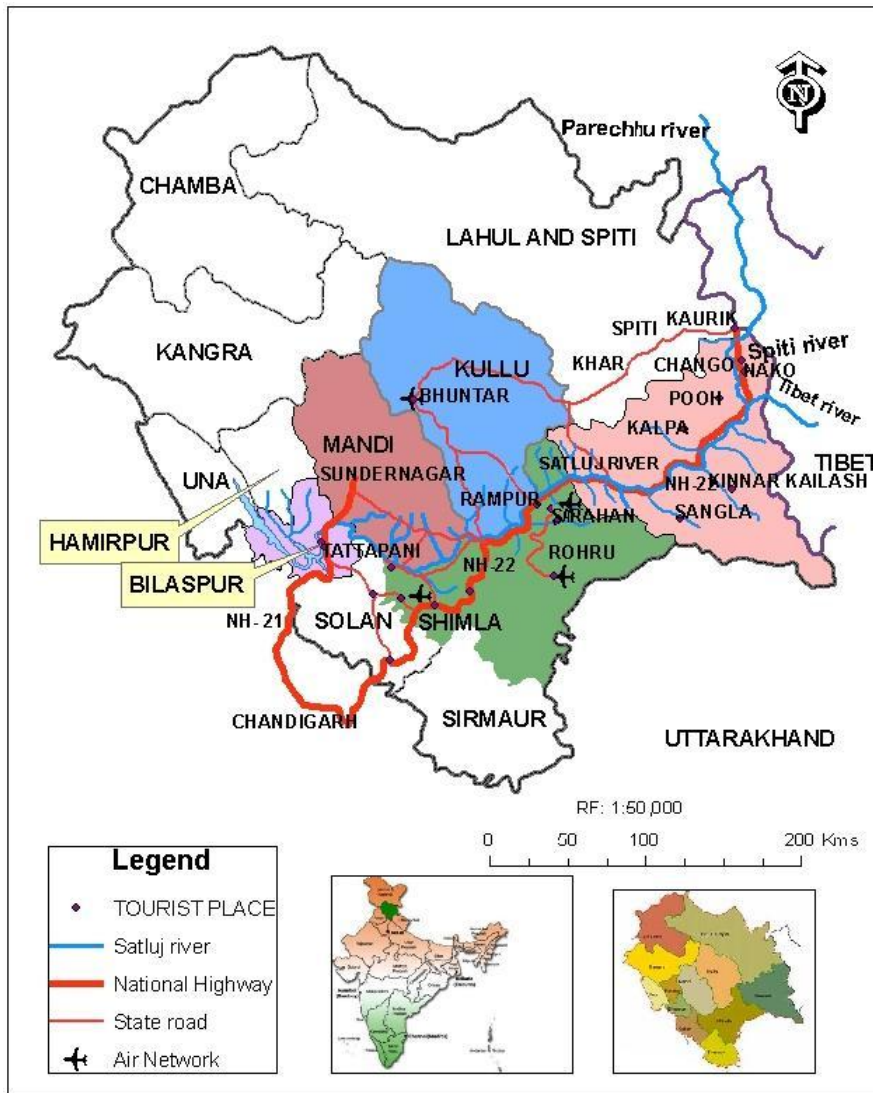 Parechhu river
CHAMBA
LAHUL AND SPITI
KAURIK
SPITI
Spiti river
KANGRA
KHAR
CHANGO
NAKO
KULLU
BHUNTAR
POOH
Tibet river
KALPA
MANDI
SUNDERNAGAR
SATLUJ RIVER
TIBET
UNA
RAMPUR
NH-22
KINNAR KAILASH
SARAHAN
SANGLA
HAMIRPUR
TATTAPANI
ROHRU
BILASPUR
NH-22
NH-21
SOLAN
SHIMLA
CHANDIGARH
SIRMAUR
UTTARAKHAND
N
RF: 1:50,000
0 50 100 200 Kms
Legend
TOURIST PLACE
Satluj river
National Highway
State road
Air Network